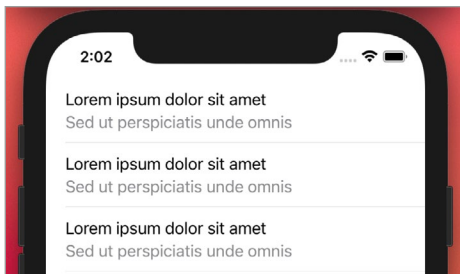 2:02
Lorem ipsum dolor sit amet
Sed ut perspiciatis unde omnis
Lorem ipsum dolor sit amet
Sed ut perspiciatis unde omnis
Lorem ipsum dolor sit amet
Sed ut perspiciatis unde omnis